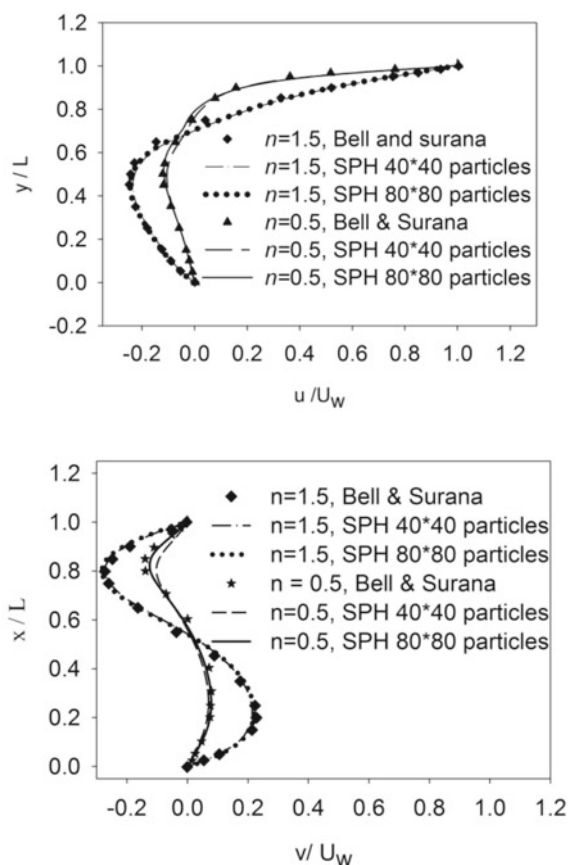 1.2
1.0
0.8
0.6
0.4
0.2
0.0
-0.2
y / L
n=1.5, Bell and surana
n=1.5, SPH 40*40 particles
n=1.5, SPH 80*80 particles
n=0.5, Bell & Surana
n=0.5, SPH 40*40 particles
n=0.5, SPH 80*80 particles
-0.2 0.0 0.2 0.4 0.6 0.8 1.0 1.2
u /UW
1.2
1.0
0.8
0.6
0.4
0.2
0.0
x / L
n=1.5, Bell & Surana
n=1.5, SPH 40*40 particles
n=1.5, SPH 80*80 particles
n = 0.5, Bell & Surana
n=0.5, SPH 40*40 particles
n=0.5, SPH 80*80 particles
-0.2 0.0 0.2 0.4 0.6 0.8 1.0 1.2
v/ UW